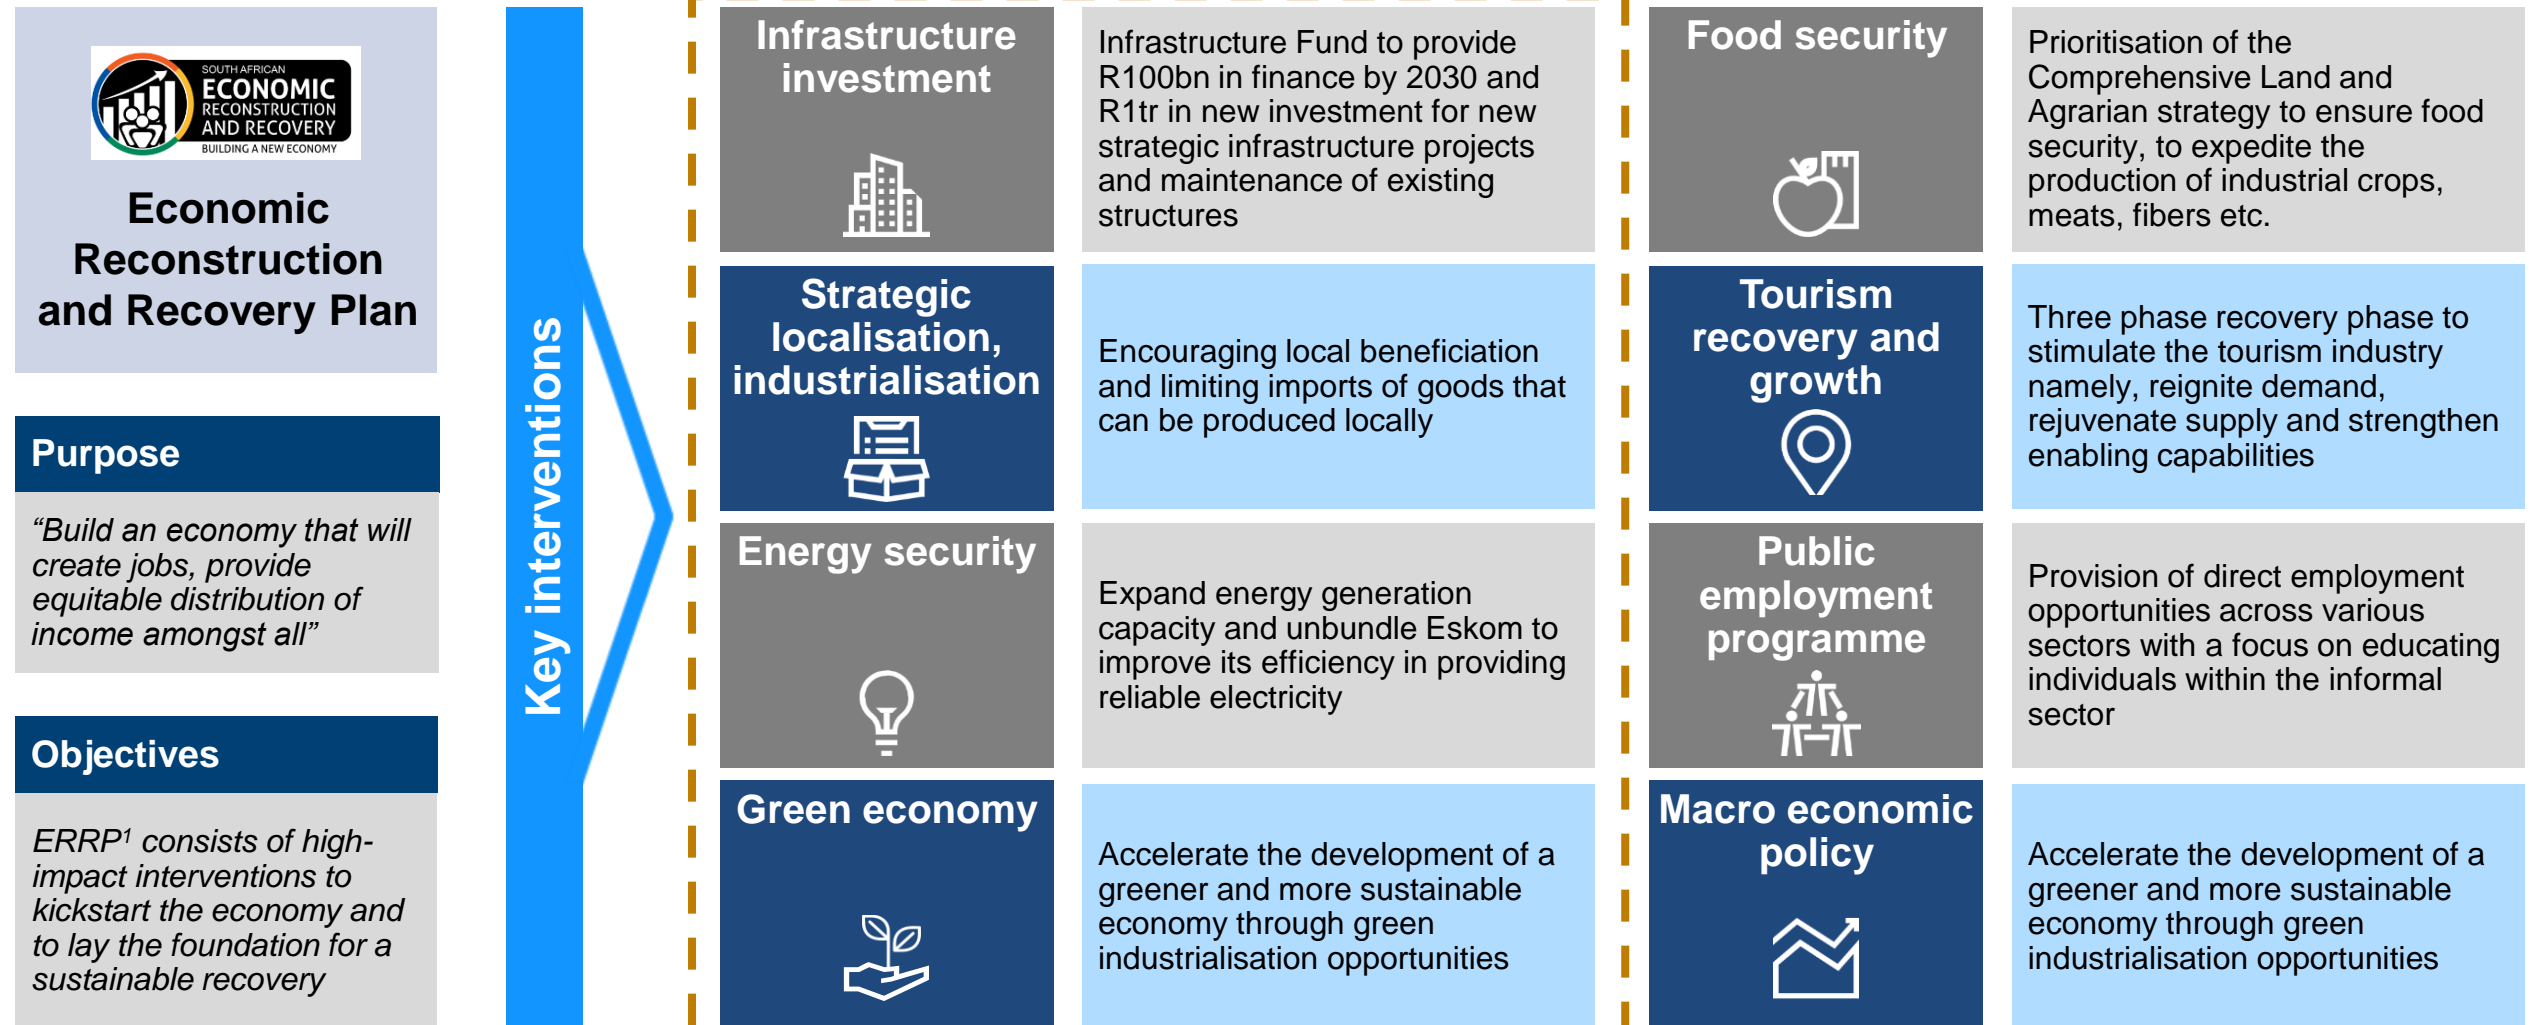 SOUTH AFRICAN
ECONOMIC
RECONSTRUCTION
AND RECOVERY
BUILDING A NEW ECONOMY
Economic
Reconstruction
and Recovery Plan
Purpose
“Build an economy that will
create jobs, provide
equitable distribution of
income amongst all”
Objectives
ERRP¹ consists of high-
impact interventions to
kickstart the economy and
to lay the foundation for a
sustainable recovery
Key interventions
Infrastructure
investment
Infrastructure Fund to provide
R100bn in finance by 2030 and
R1tr in new investment for new
strategic infrastructure projects
and maintenance of existing
structures
Strategic
localisation,
industrialisation
Encouraging local beneficiation
and limiting imports of goods that
can be produced locally
Energy security
Expand energy generation
capacity and unbundle Eskom to
improve its efficiency in providing
reliable electricity
Green economy
Accelerate the development of a
greener and more sustainable
economy through green
industrialisation opportunities
Food security
Prioritisation of the
Comprehensive Land and
Agrarian strategy to ensure food
security, to expedite the
production of industrial crops,
meats, fibers etc.
Tourism
recovery and
growth
Three phase recovery phase to
stimulate the tourism industry
namely, reignite demand,
rejuvenate supply and strengthen
enabling capabilities
Public
employment
programme
Provision of direct employment
opportunities across various
sectors with a focus on educating
individuals within the informal
sector
Macro economic
policy
Accelerate the development of a
greener and more sustainable
economy through green
industrialisation opportunities